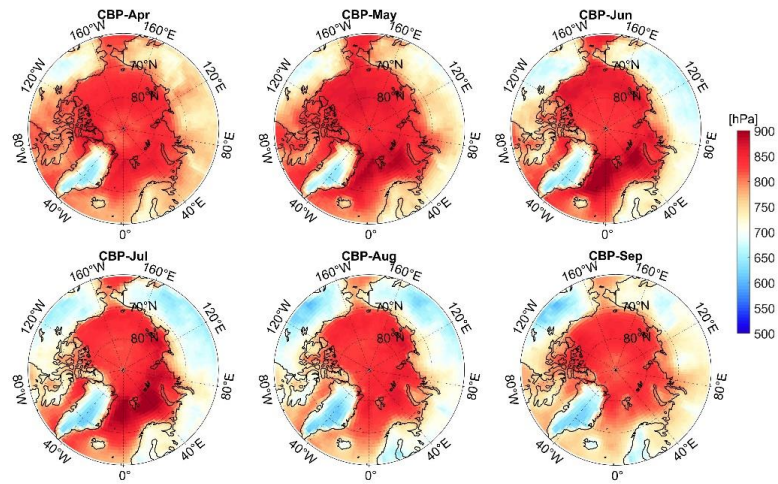 CBP-Apr
160°W
160°E
120°W
120°E
70°N
80°N
80°W
80°E
40°W
40°E
0°
CBP-May
160°W
160°E
120°W
120°E
70°N
80°N
80°W
80°E
40°W
40°E
0°
CBP-Jun
160°W
160°E
120°W
120°E
70°N
80°N
80°W
80°E
40°W
40°E
0°
[hPa]
900
850
800
750
700
650
600
550
500
CBP-Jul
160°W
160°E
120°W
120°E
70°N
80°N
80°W
80°E
40°W
40°E
0°
CBP-Aug
160°W
160°E
120°W
120°E
70°N
80°N
80°W
80°E
40°W
40°E
0°
CBP-Sep
160°W
160°E
120°W
120°E
70°N
80°N
80°W
80°E
40°W
40°E
0°